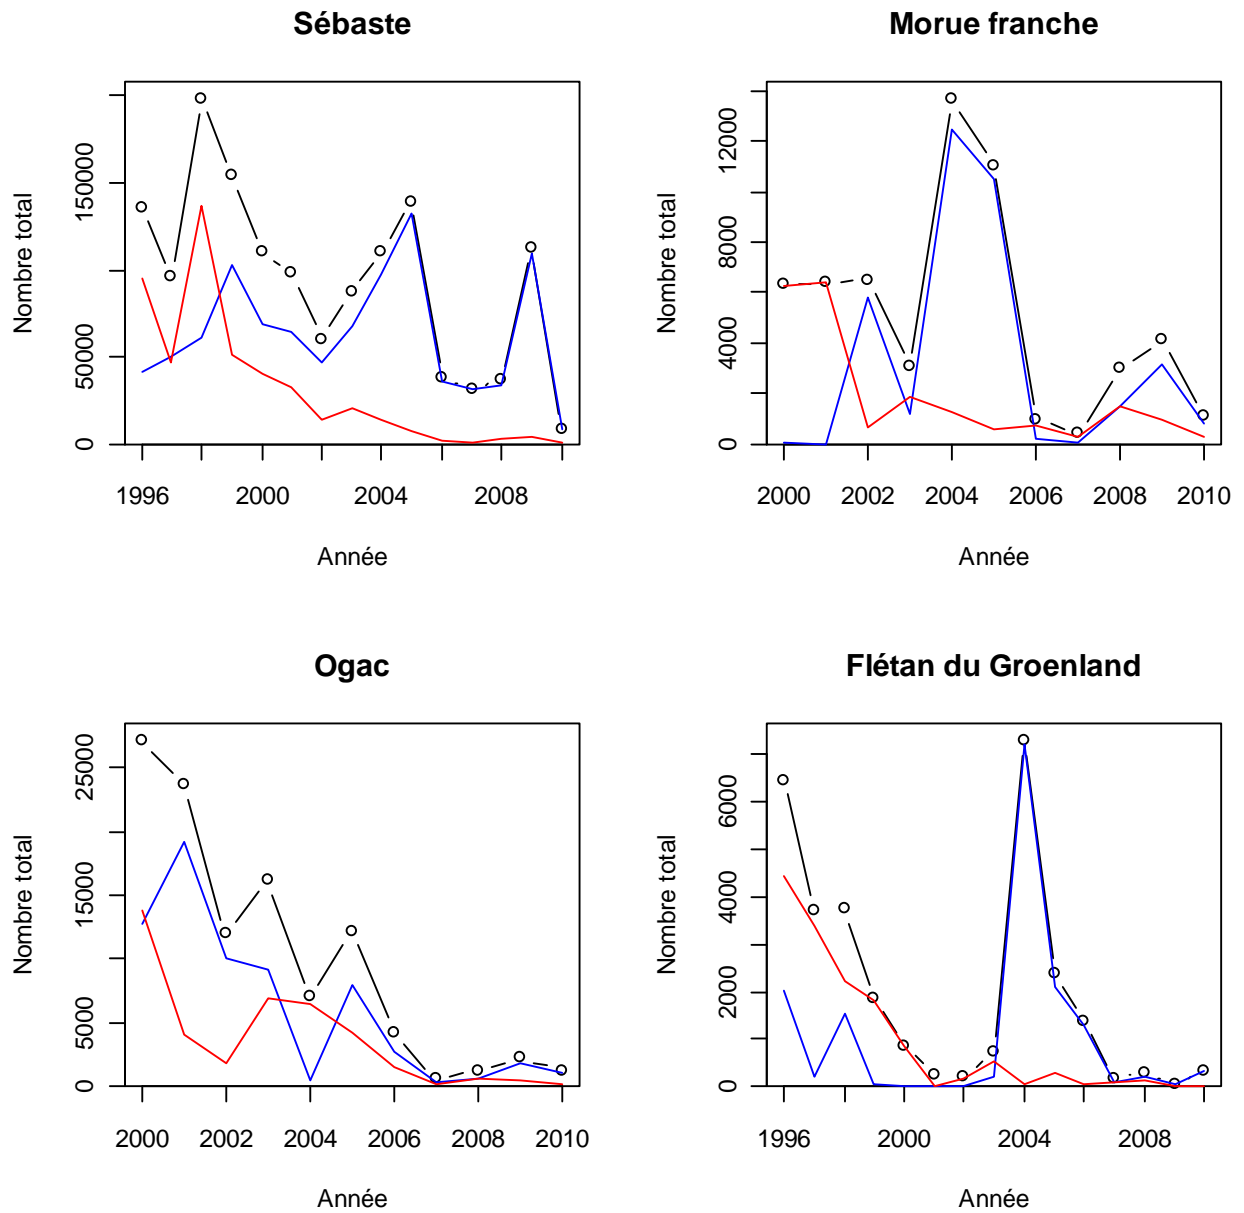 Sébaste
Nombre total
0 50000 150000
1996 2000 2004 2008
Année
Morue franche
Nombre total
0 4000 8000 12000
2000 2002 2004 2006 2008 2010
Année
Ogac
Nombre total
0 5000 15000 25000
2000 2002 2004 2006 2008 2010
Année
Flétan du Groenland
Nombre total
0 2000 4000 6000
1996 2000 2004 2008
Année